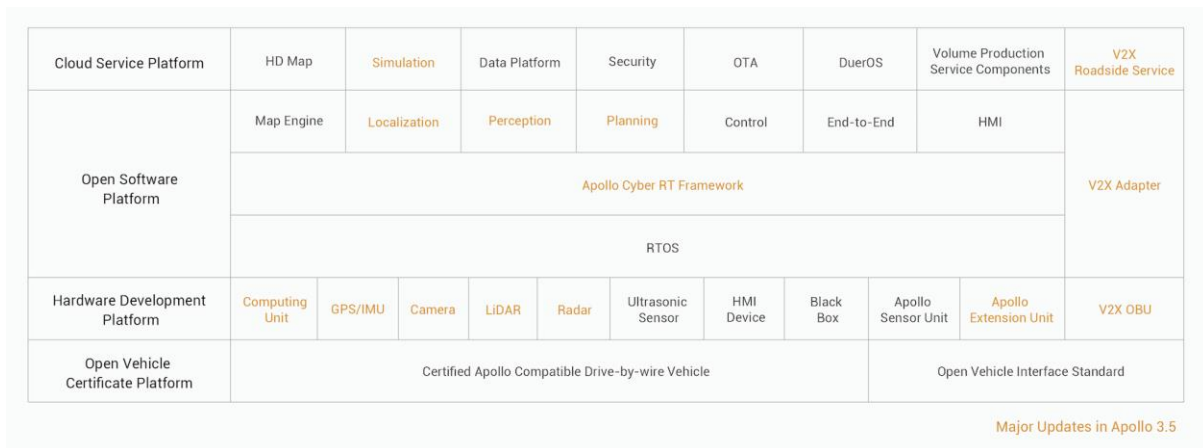 Cloud Service Platform
HD Map
Simulation
Data Platform
Security
OTA
DuerOS
Volume Production
Service Components
V2X
Roadside Service
Open Software
Platform
Map Engine
Localization
Perception
Planning
Control
End-to-End
HMI
Apollo Cyber RT Framework
V2X Adapter
RTOS
Hardware Development
Platform
Computing
Unit
GPS/IMU
Camera
LiDAR
Radar
Ultrasonic
Sensor
HMI
Device
Black
Box
Apollo
Sensor Unit
Apollo
Extension Unit
V2X OBU
Open Vehicle
Certificate Platform
Certified Apollo Compatible Drive-by-wire Vehicle
Open Vehicle Interface Standard
Major Updates in Apollo 3.5